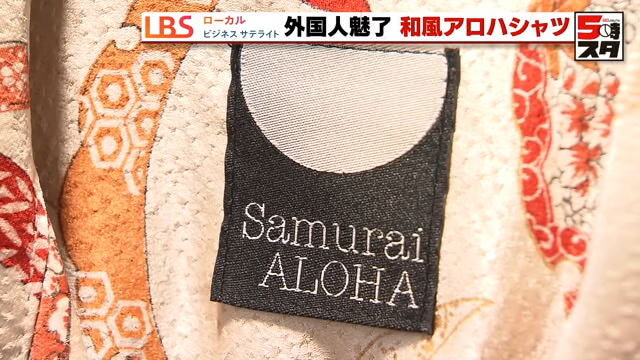 LBS
ローカル
ビジネス サテライト
外国人魅了 和風アロハシャツ
5時
スタ
Samurai
ALOHA